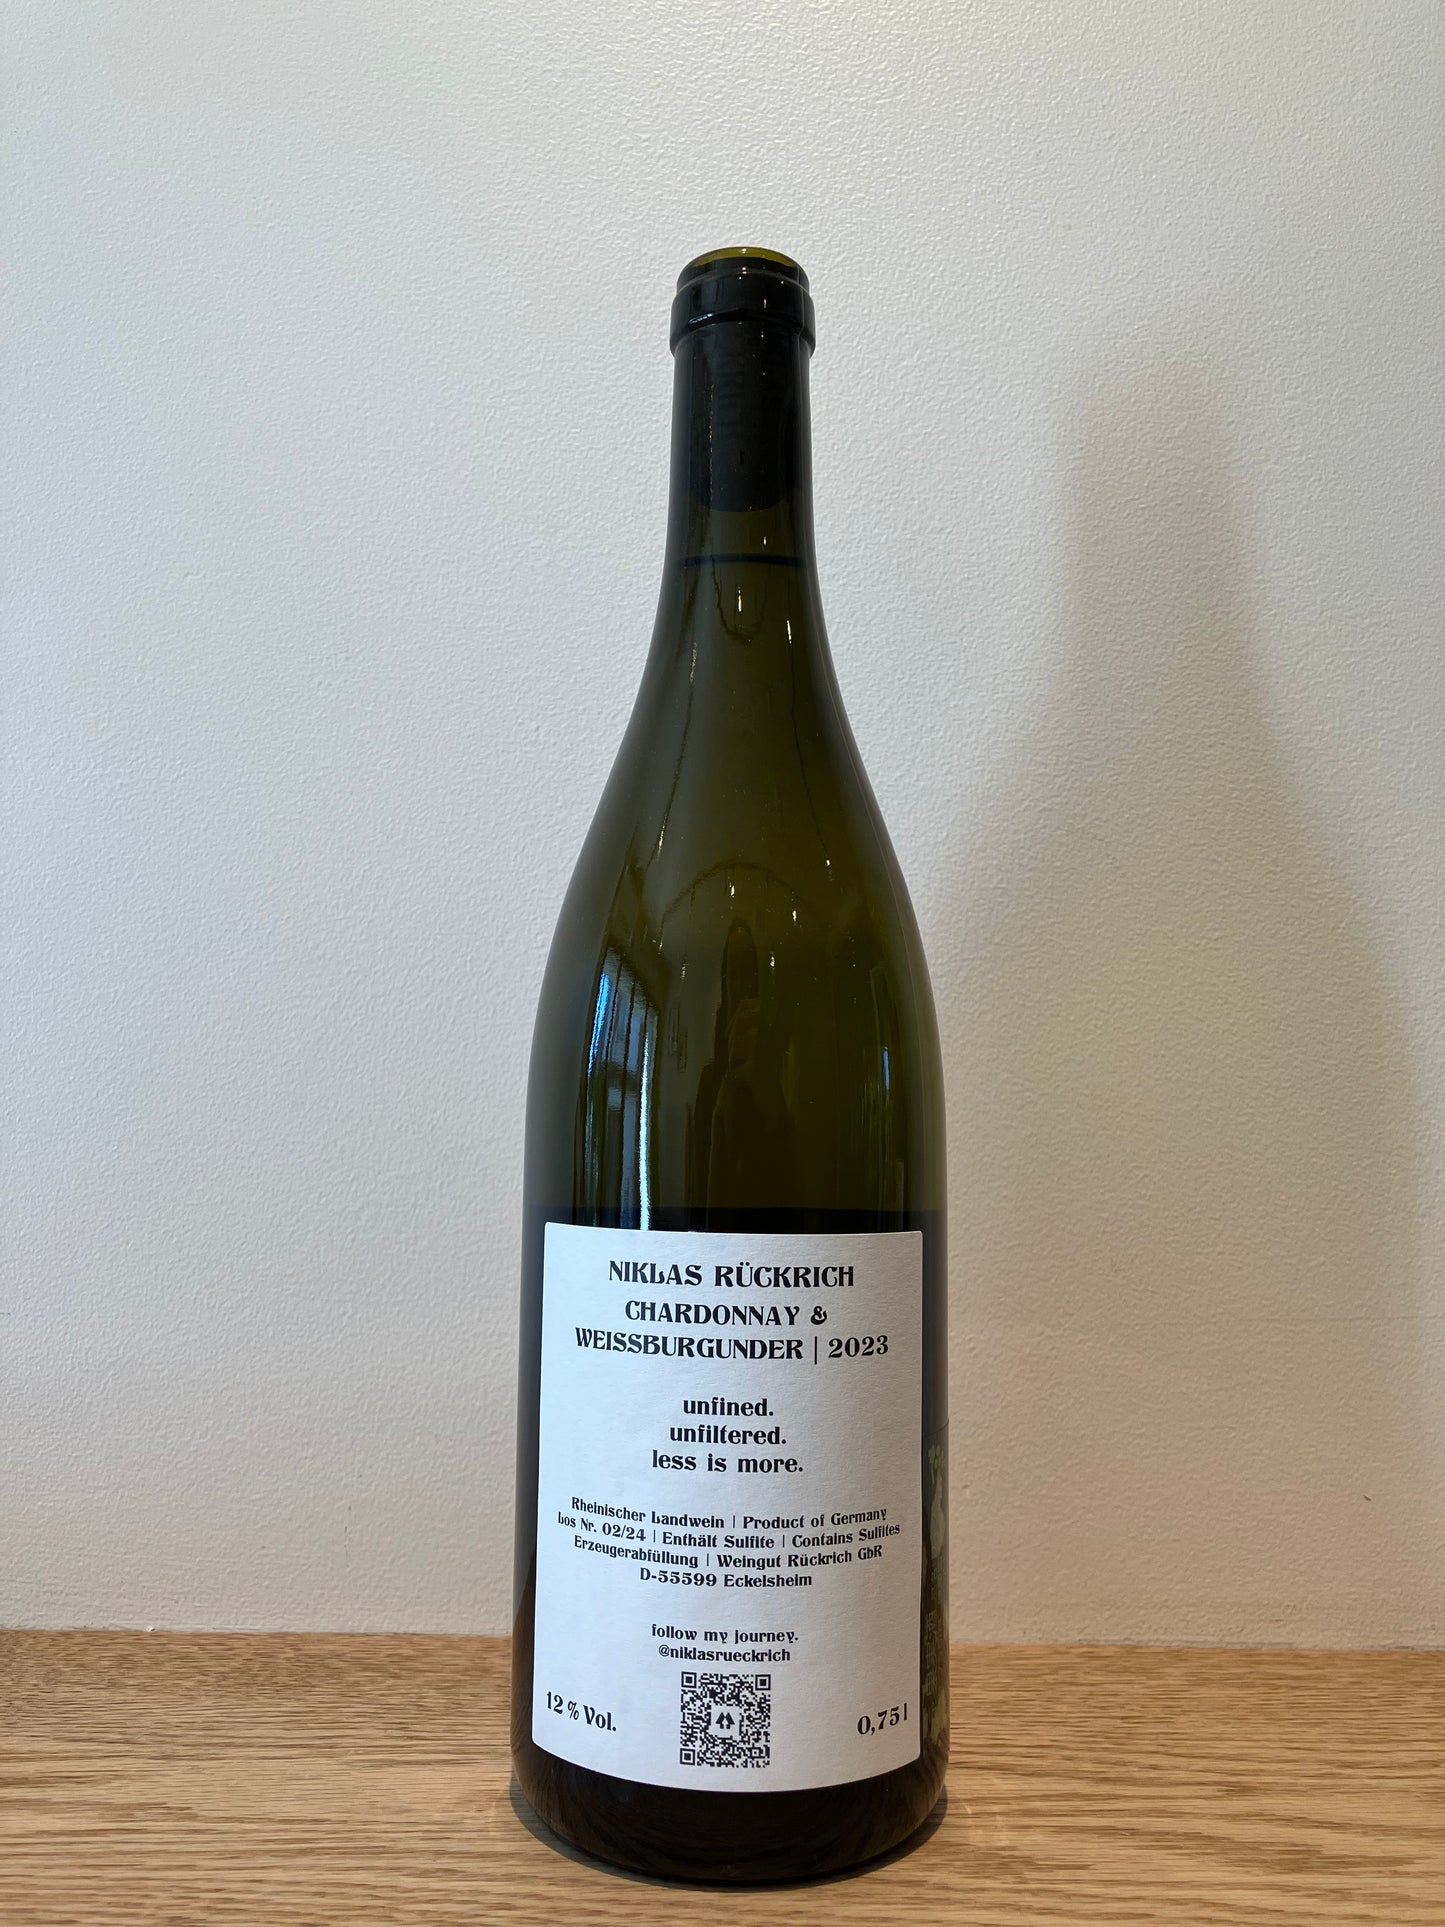 NIKLAS RÜCKRICH
CHARDONNAY &
WEISSBURGUNDER | 2023
unfined.
unfiltered.
less is more.
Rheinischer Landwein | Product of Germany
Los Nr. 02/24 | Enthält Sulfite | Contains Sulfites
Erzeugerabfüllung | Weingut Rückrich GbR
D-55599 Eckelsheim
follow my journey.
@niklasrueckrich
12 % Vol.
0,75 l